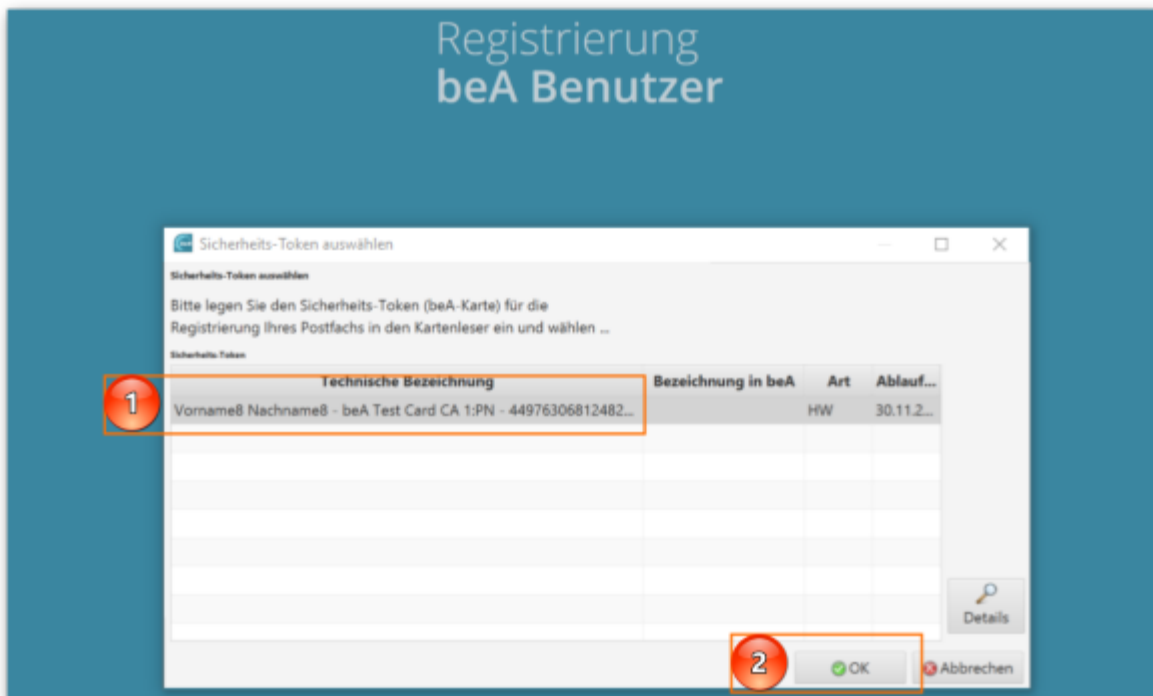 Registrierung
beA Benutzer
Sicherheits-Token auswählen
Sicherheits-Token auswählen
Bitte legen Sie den Sicherheits-Token (beA-Karte) für die
Registrierung Ihres Postfachs in den Kartenleser ein und wählen ...
Sicherheits-Token
Technische Bezeichnung Bezeichnung in beA Art Ablauf...
1
Vorname8 Nachname8 - beA Test Card CA 1:PN - 44976306812482... HW 30.11.2...
Details
2
OK Abbrechen